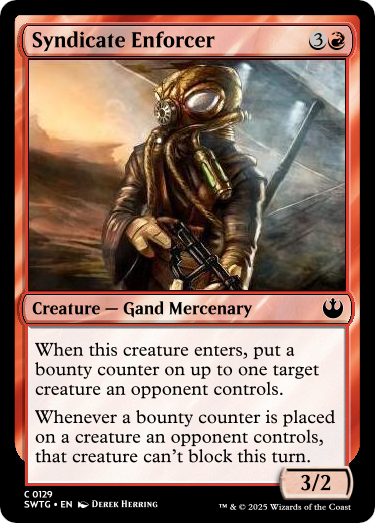 Syndicate Enforcer 3
Creature — Gand Mercenary
When this creature enters, put a
bounty counter on up to one target
creature an opponent controls.
Whenever a bounty counter is placed
on a creature an opponent controls,
that creature can't block this turn.
3/2
C 0129
SWTG • EN DEREK HERRING
™ & © 2025 Wizards of the Coast